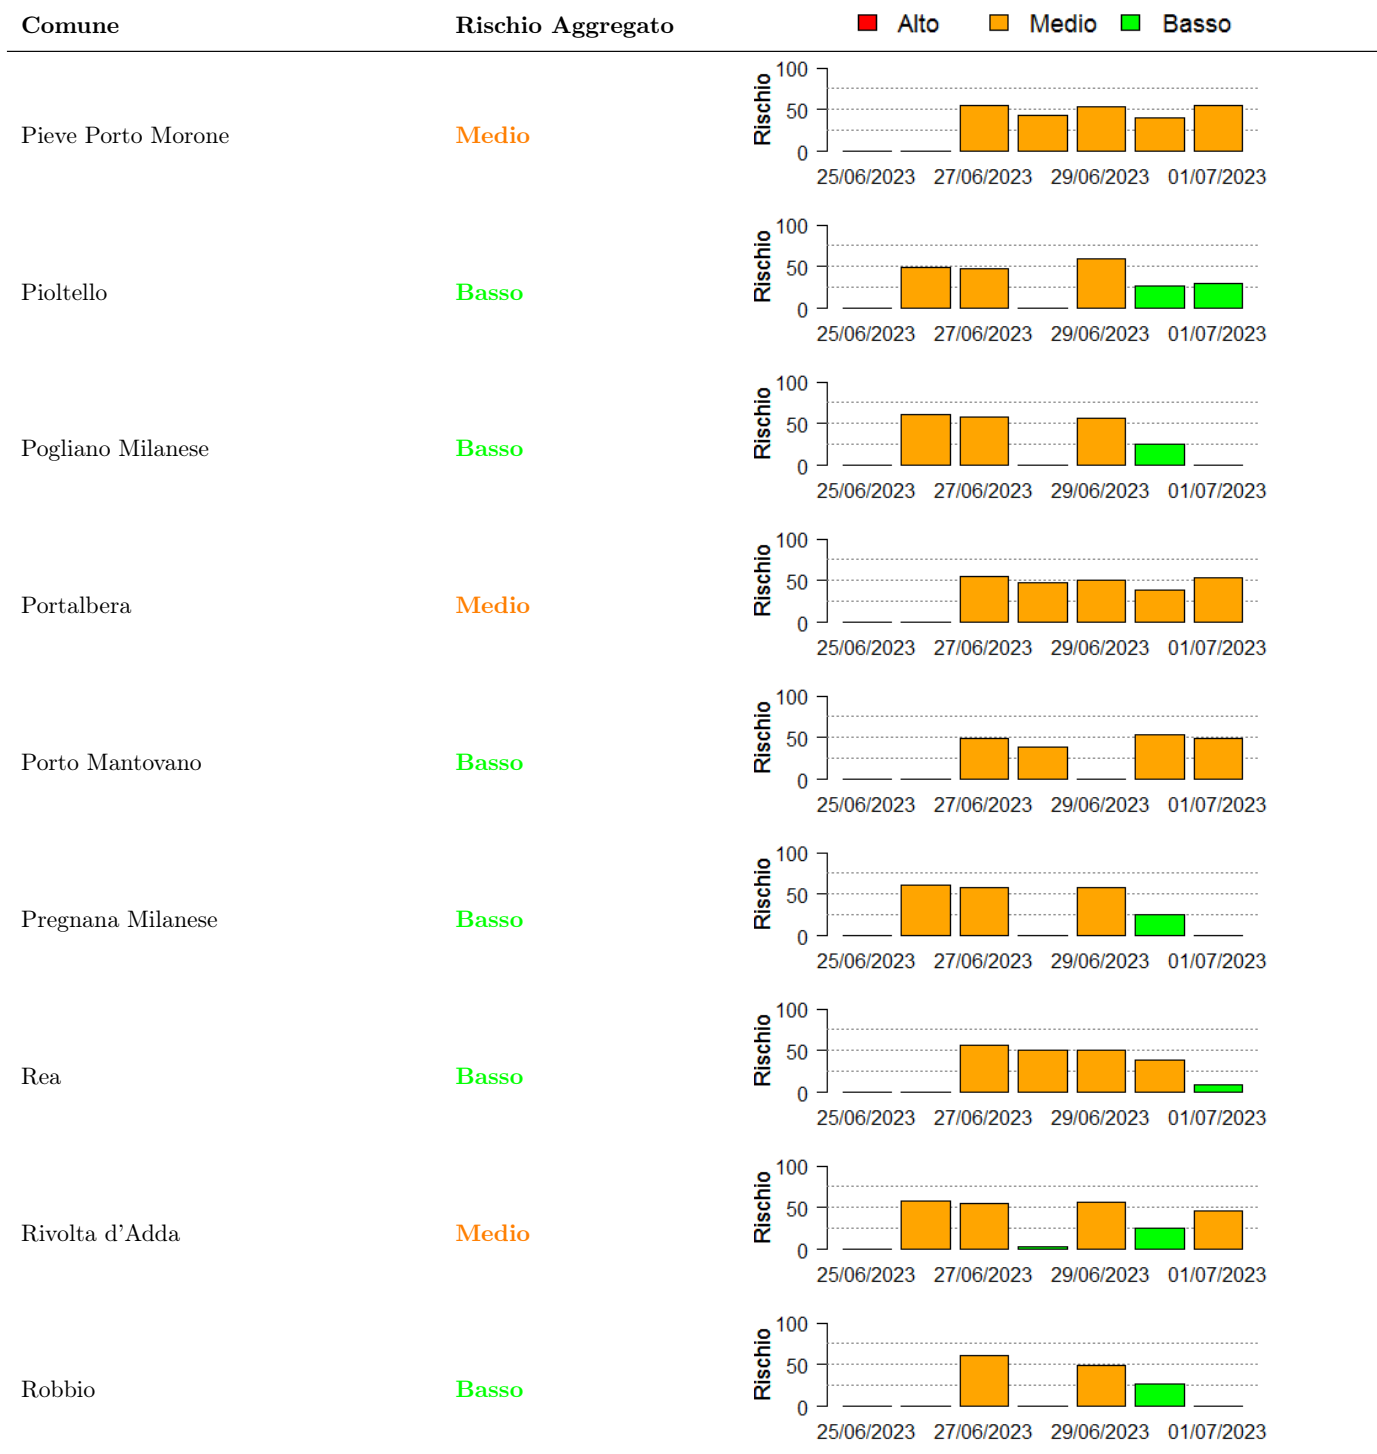 Comune Rischio Aggregato Alto Medio Basso
Pieve Porto Morone Medio
Rischio
100
50
0
25/06/2023 27/06/2023 29/06/2023 01/07/2023
Pioltello Basso
Rischio
100
50
0
25/06/2023 27/06/2023 29/06/2023 01/07/2023
Pogliano Milanese Basso
Rischio
100
50
0
25/06/2023 27/06/2023 29/06/2023 01/07/2023
Portalbera Medio
Rischio
100
50
0
25/06/2023 27/06/2023 29/06/2023 01/07/2023
Porto Mantovano Basso
Rischio
100
50
0
25/06/2023 27/06/2023 29/06/2023 01/07/2023
Pregnana Milanese Basso
Rischio
100
50
0
25/06/2023 27/06/2023 29/06/2023 01/07/2023
Rea Basso
Rischio
100
50
0
25/06/2023 27/06/2023 29/06/2023 01/07/2023
Rivolta d'Adda Medio
Rischio
100
50
0
25/06/2023 27/06/2023 29/06/2023 01/07/2023
Robbio Basso
Rischio
100
50
0
25/06/2023 27/06/2023 29/06/2023 01/07/2023